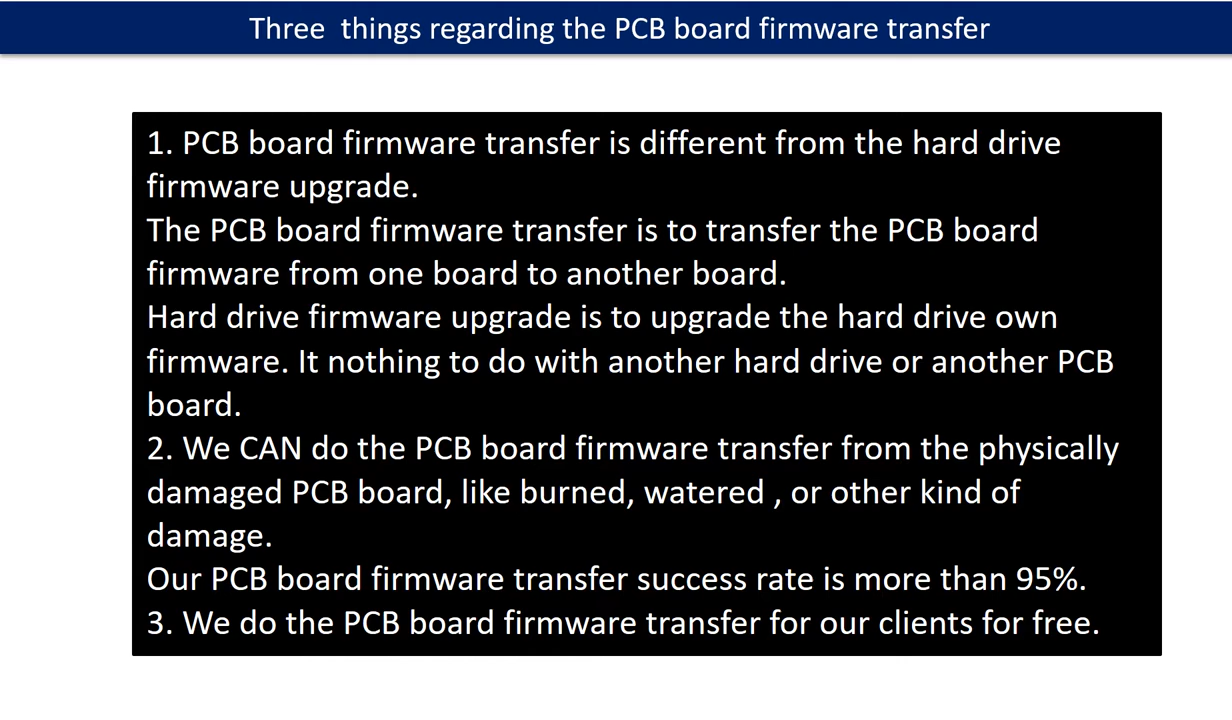 Three  things regarding the PCB board firmware transfer
1. PCB board firmware transfer is different from the hard drive
firmware upgrade.
The PCB board firmware transfer is to transfer the PCB board
firmware from one board to another board.
Hard drive firmware upgrade is to upgrade the hard drive own
firmware. It nothing to do with another hard drive or another PCB
board.
2. We CAN do the PCB board firmware transfer from the physically
damaged PCB board, like burned, watered , or other kind of
damage.
Our PCB board firmware transfer success rate is more than 95%.
3. We do the PCB board firmware transfer for our clients for free.